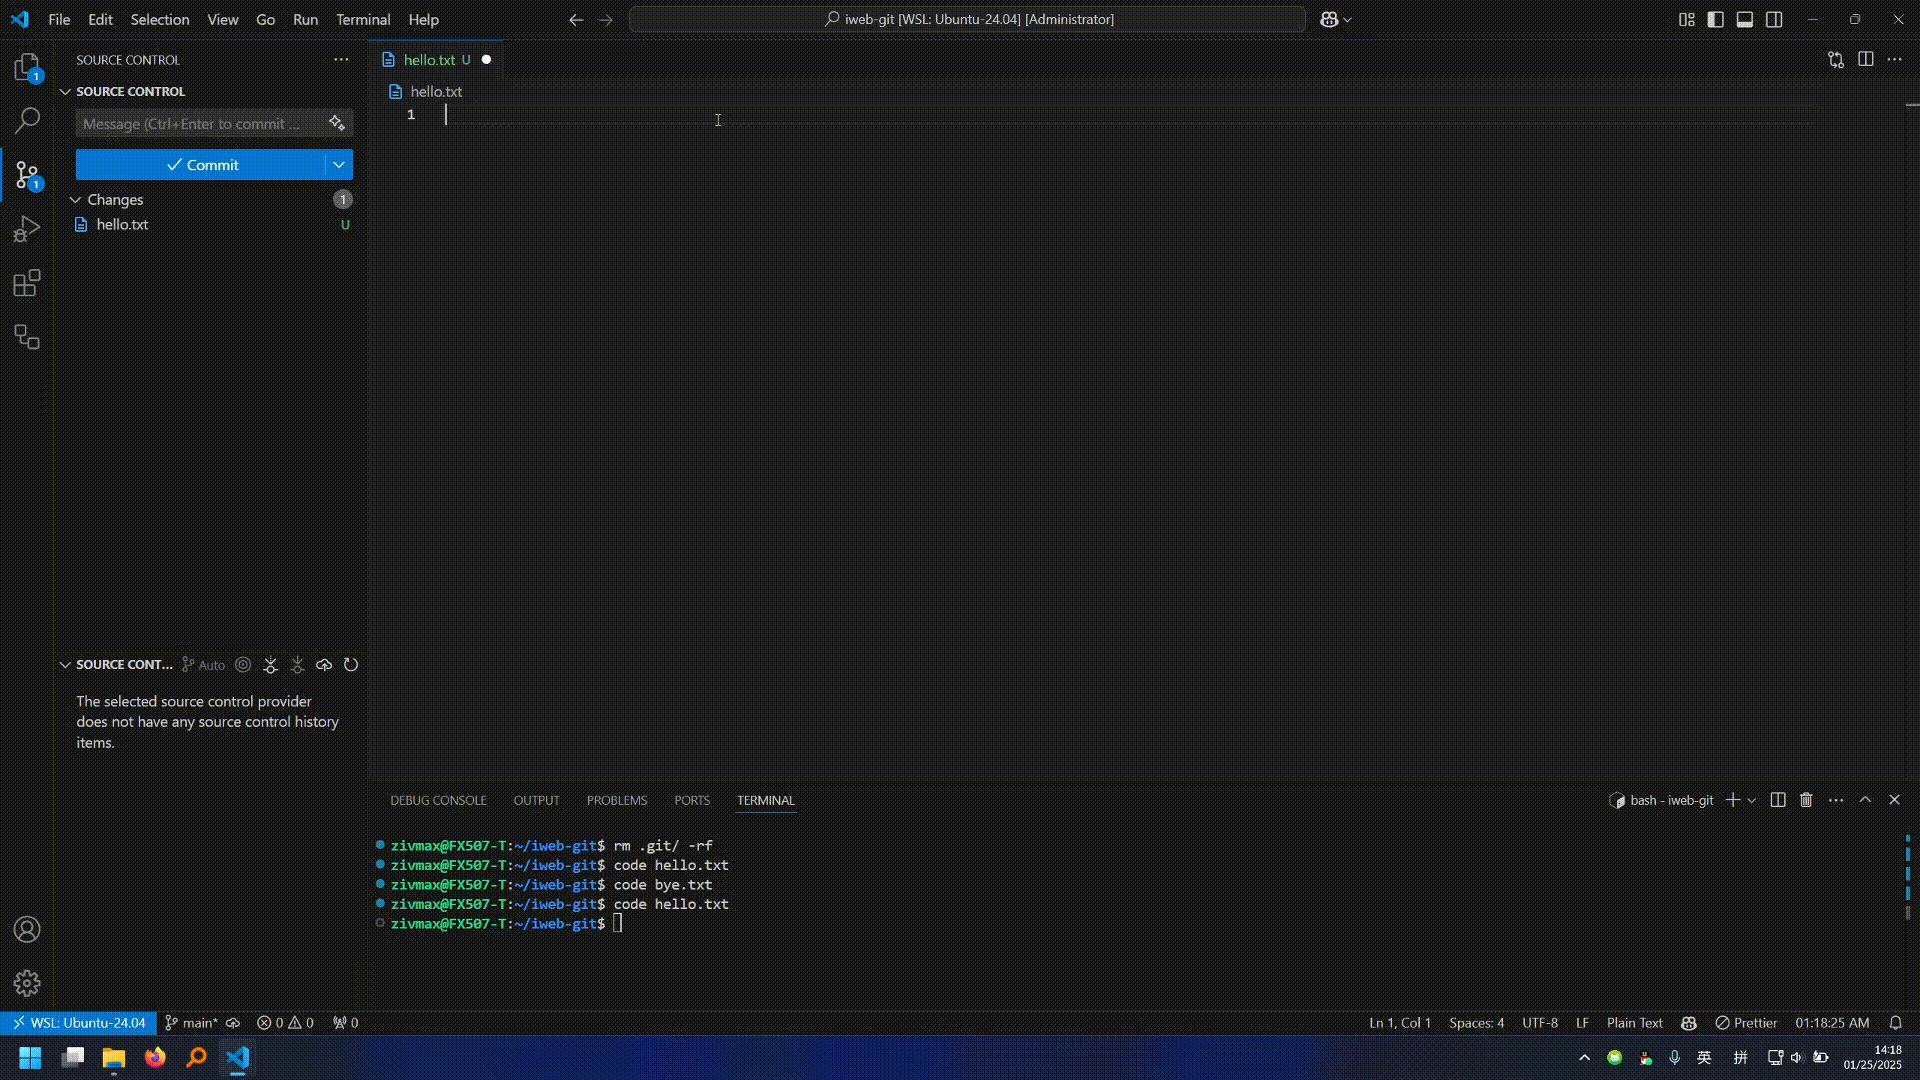 File Edit Selection View Go Run Terminal Help
iweb-git [WSL: Ubuntu-24.04] [Administrator]
SOURCE CONTROL
hello.txt U
1
SOURCE CONTROL
hello.txt
Message (Ctrl+Enter to commit ...
1
Commit
1
Changes 1
hello.txt U
SOURCE CONT... Auto
The selected source control provider
does not have any source control history
items.
DEBUG CONSOLE OUTPUT PROBLEMS PORTS TERMINAL
bash - iweb-git
zivmax@FX507-T:~/iweb-git$ rm .git/ -rf
zivmax@FX507-T:~/iweb-git$ code hello.txt
zivmax@FX507-T:~/iweb-git$ code bye.txt
zivmax@FX507-T:~/iweb-git$ code hello.txt
zivmax@FX507-T:~/iweb-git$
WSL: Ubuntu-24.04 main* 0 0 0
Ln 1, Col 1 Spaces: 4 UTF-8 LF Plain Text Prettier 01:18:25 AM
英 拼
14:18
01/25/2025